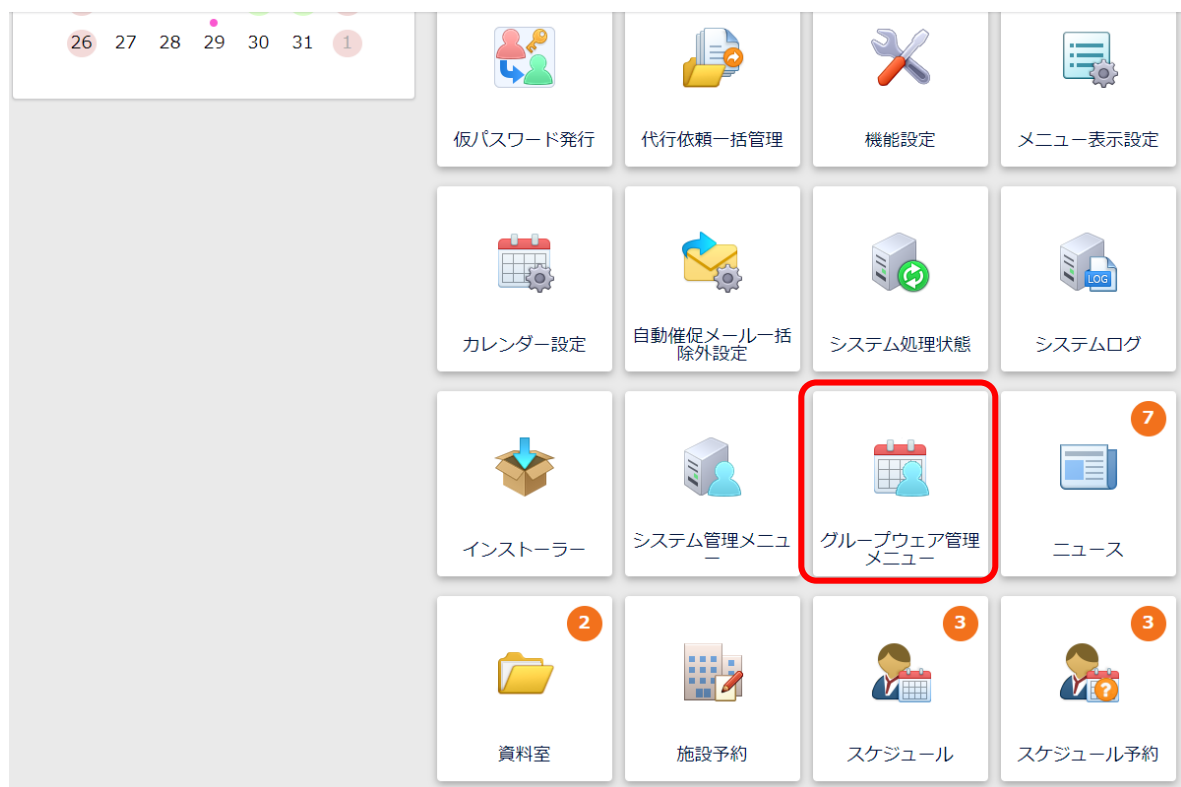 26 27 28 29 30 31 1
仮パスワード発行
代行依頼一括管理
機能設定
メニュー表示設定
カレンダー設定
自動催促メール一括
除外設定
システム処理状態
LOG
システムログ
インストーラー
システム管理メニュ
ー
グループウェア管理
メニュー
7
ニュース
2
資料室
施設予約
3
スケジュール
3
?
スケジュール予約